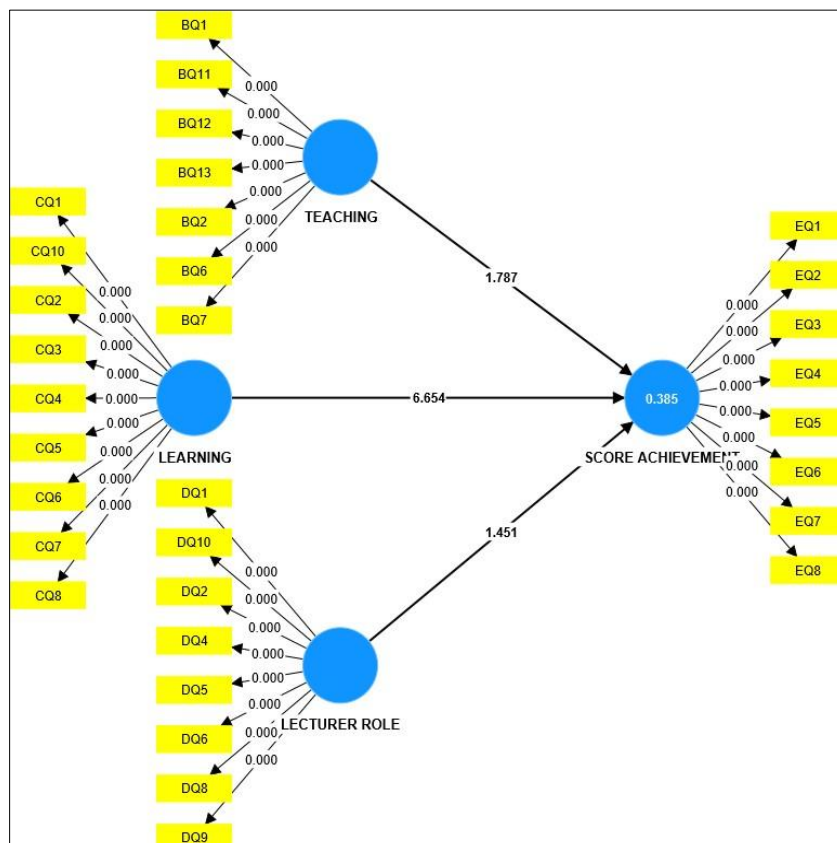 BQ1
BQ11
BQ12
BQ13
BQ2
BQ6
BQ7
0.000
0.000
0.000
0.000
0.000
0.000
0.000
TEACHING
CQ1
CQ10
CQ2
CQ3
CQ4
CQ5
CQ6
CQ7
CQ8
0.000
0.000
0.000
0.000
0.000
0.000
0.000
0.000
0.000
LEARNING
DQ1
DQ10
DQ2
DQ4
DQ5
DQ6
DQ8
DQ9
0.000
0.000
0.000
0.000
0.000
0.000
0.000
0.000
LECTURER ROLE
1.787
6.654
1.451
0.385
SCORE ACHIEVEMENT
0.000
0.000
0.000
0.000
0.000
0.000
0.000
0.000
EQ1
EQ2
EQ3
EQ4
EQ5
EQ6
EQ7
EQ8